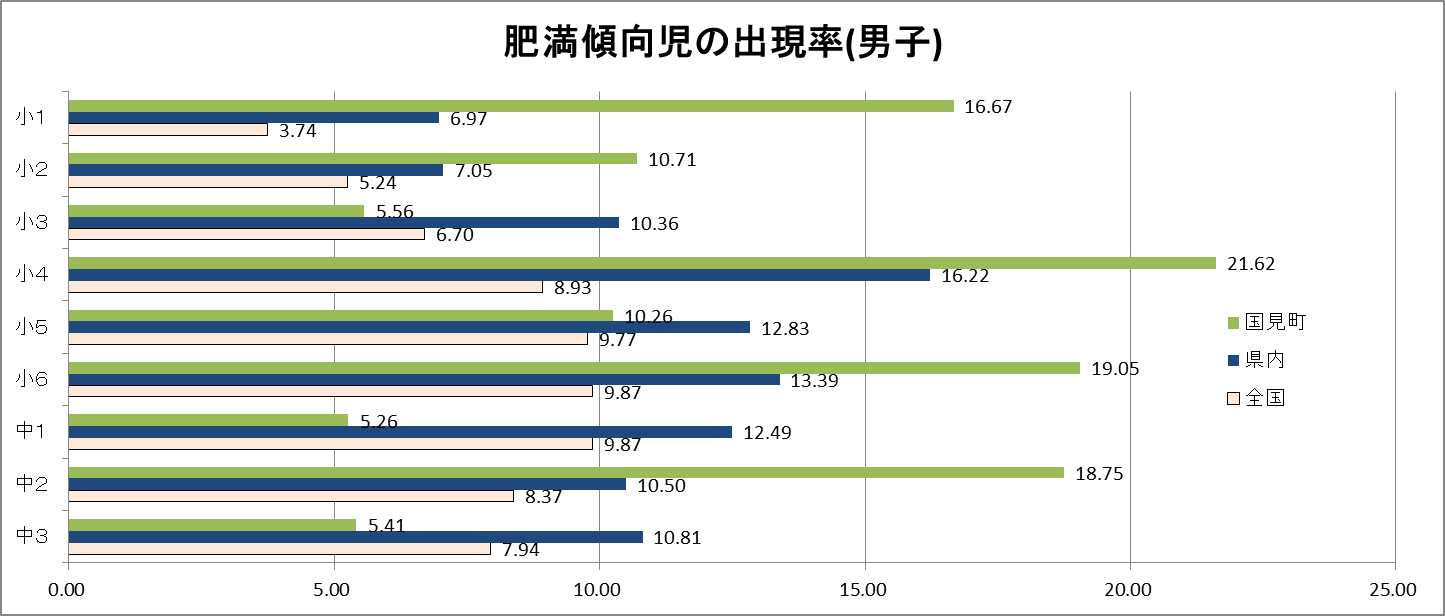 肥満傾向児の出現率(男子)
小1 16.67
6.97
3.74
小2 10.71
7.05
5.24
小3 5.56
10.36
6.70
小4 21.62
16.22
8.93
小5 10.26
12.83
9.77
小6 19.05
13.39
9.87
中1 5.26
12.49
9.87
中2 18.75
10.50
8.37
中3 5.41
10.81
7.94
国見町
県内
全国
0.00 5.00 10.00 15.00 20.00 25.00